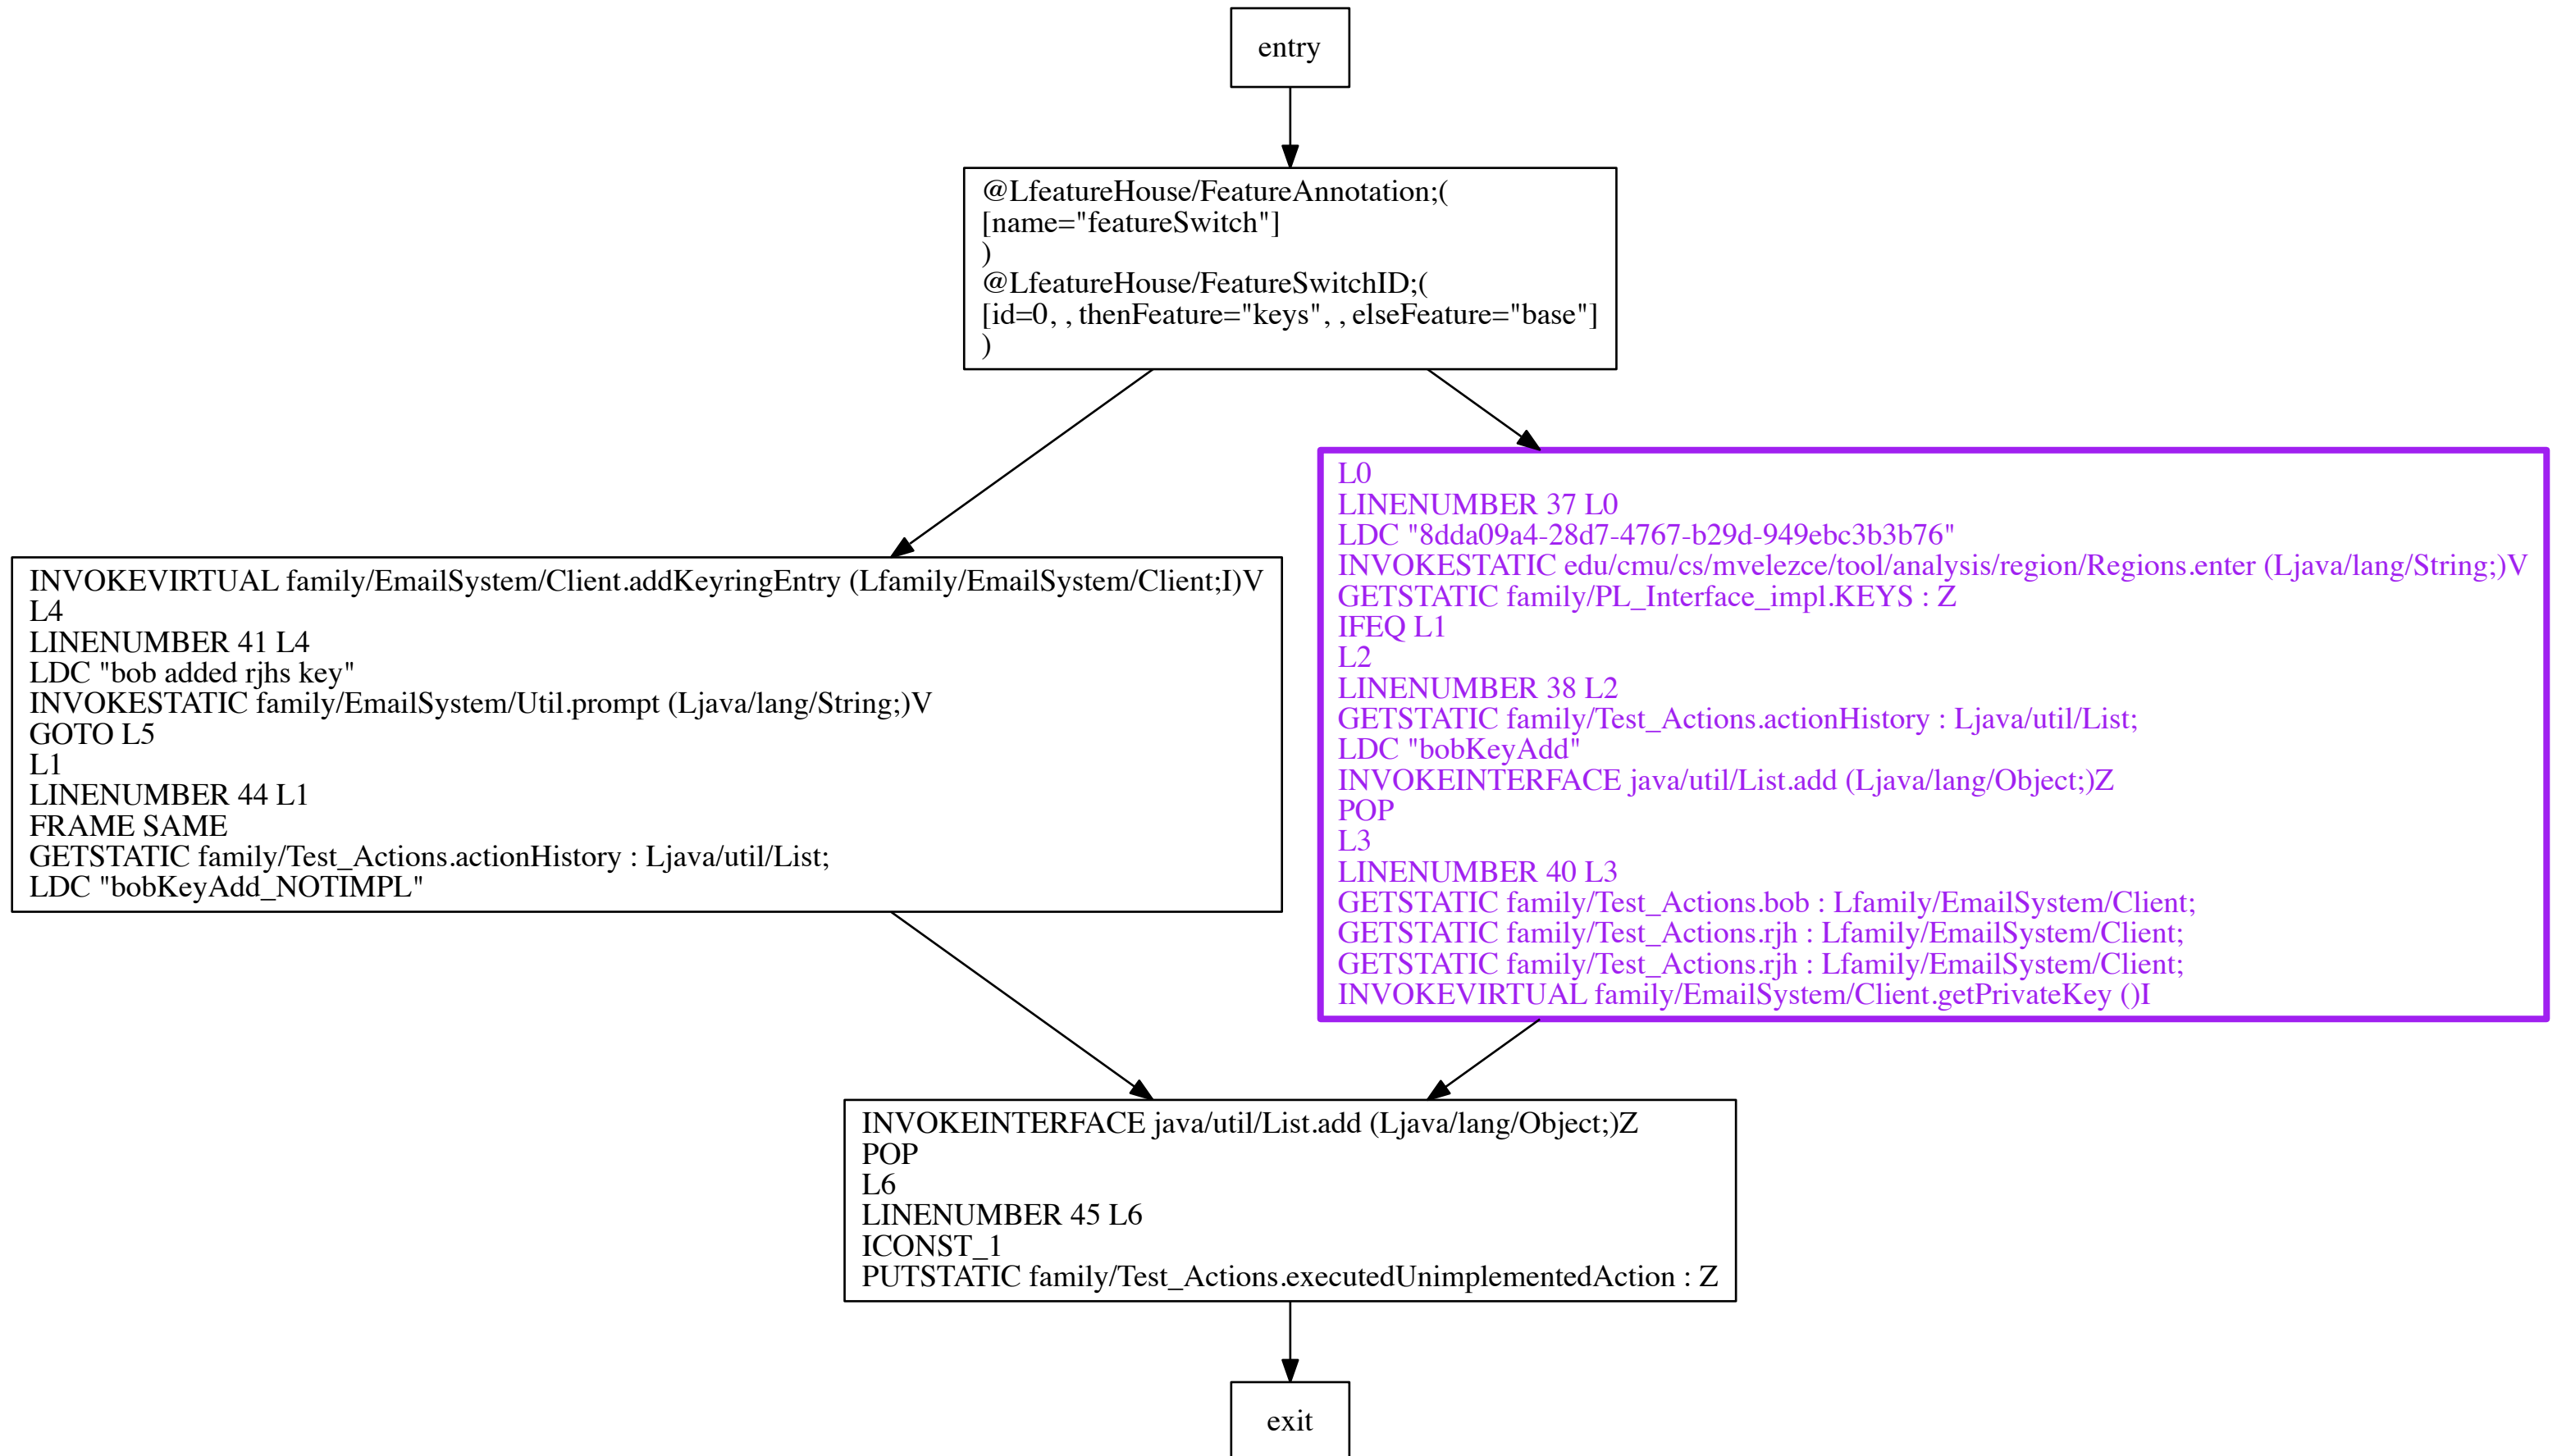 entry
@LfeatureHouse/FeatureAnnotation;(
[name="featureSwitch"]
)
@LfeatureHouse/FeatureSwitchID;(
[id=0, , thenFeature="keys", , elseFeature="base"]
)
INVOKEVIRTUAL family/EmailSystem/Client.addKeyringEntry (Lfamily/EmailSystem/Client;I)V
L4
LINENUMBER 41 L4
LDC "bob added rjhs key"
INVOKESTATIC family/EmailSystem/Util.prompt (Ljava/lang/String;)V
GOTO L5
L1
LINENUMBER 44 L1
FRAME SAME
GETSTATIC family/Test_Actions.actionHistory : Ljava/util/List;
LDC "bobKeyAdd_NOTIMPL"
L0
LINENUMBER 37 L0
LDC "8dda09a4-28d7-4767-b29d-949ebc3b3b76"
INVOKESTATIC edu/cmu/cs/mvelezce/tool/analysis/region/Regions.enter (Ljava/lang/String;)V
GETSTATIC family/PL_Interface_impl.KEYS : Z
IFEQ L1
L2
LINENUMBER 38 L2
GETSTATIC family/Test_Actions.actionHistory : Ljava/util/List;
LDC "bobKeyAdd"
INVOKEINTERFACE java/util/List.add (Ljava/lang/Object;)Z
POP
L3
LINENUMBER 40 L3
GETSTATIC family/Test_Actions.bob : Lfamily/EmailSystem/Client;
GETSTATIC family/Test_Actions.rjh : Lfamily/EmailSystem/Client;
GETSTATIC family/Test_Actions.rjh : Lfamily/EmailSystem/Client;
INVOKEVIRTUAL family/EmailSystem/Client.getPrivateKey ()I
INVOKEINTERFACE java/util/List.add (Ljava/lang/Object;)Z
POP
L6
LINENUMBER 45 L6
ICONST_1
PUTSTATIC family/Test_Actions.executedUnimplementedAction : Z
exit